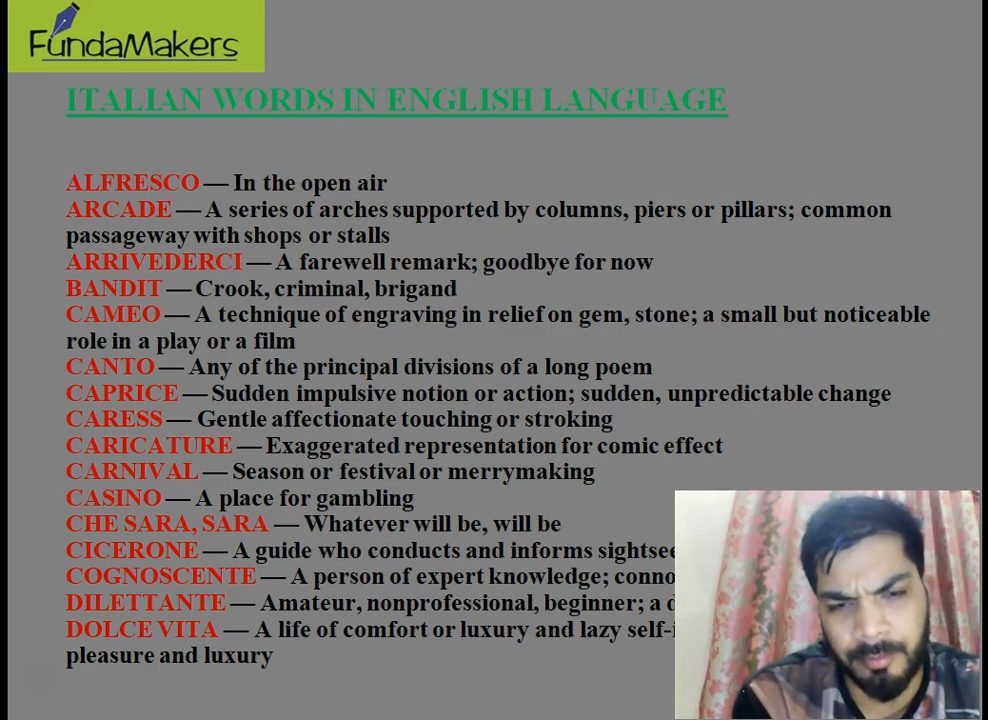 FundaMakers
ITALIAN WORDS IN ENGLISH LANGUAGE
ALFRESCO — In the open air
ARCADE — A series of arches supported by columns, piers or pillars; common
passageway with shops or stalls
ARRIVEDERCI — A farewell remark; goodbye for now
BANDIT — Crook, criminal, brigand
CAMEO — A technique of engraving in relief on gem, stone; a small but noticeable
role in a play or a film
CANTO — Any of the principal divisions of a long poem
CAPRICE — Sudden impulsive notion or action; sudden, unpredictable change
CARESS — Gentle affectionate touching or stroking
CARICATURE — Exaggerated representation for comic effect
CARNIVAL — Season or festival or merrymaking
CASINO — A place for gambling
CHE SARA, SARA — Whatever will be, will be
CICERONE — A guide who conducts and informs
COGNOSCENTE — A person of expert knowledge;
DILETTANTE — Amateur, nonprofessional, beginner; a
DOLCE VITA — A life of comfort or luxury and lazy
pleasure and luxury